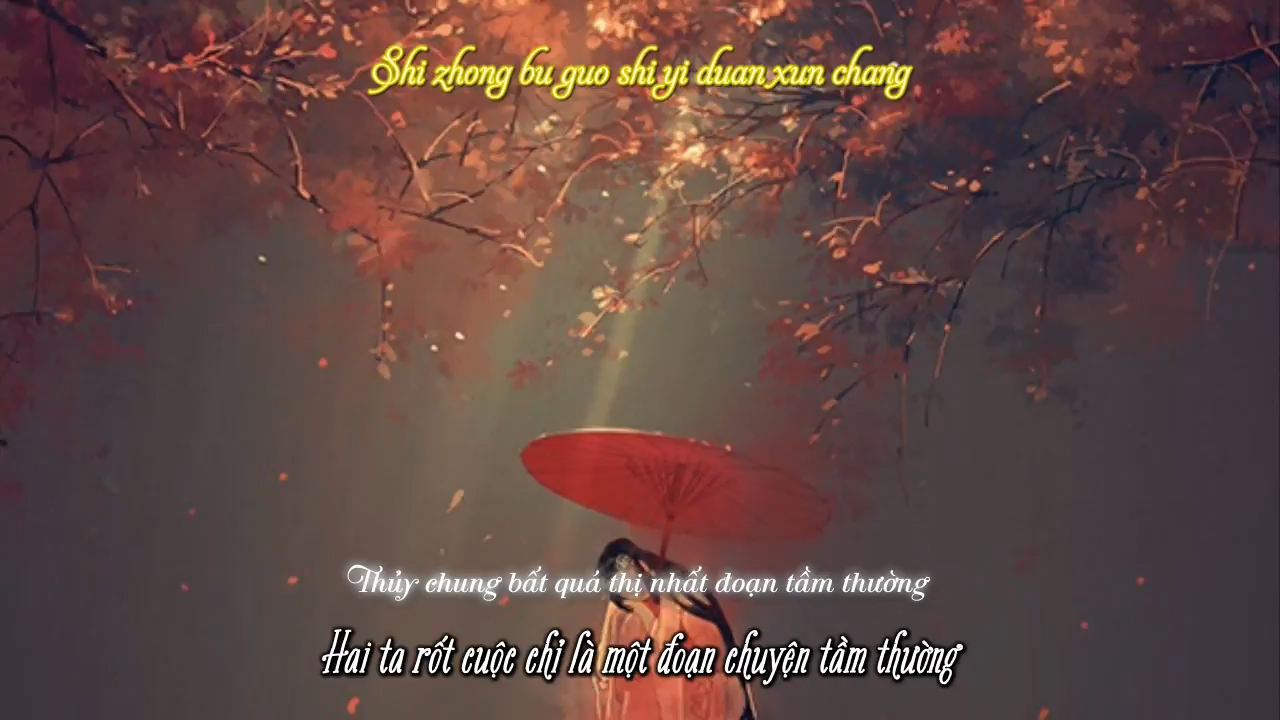 Shi zhong bu guo shi yi duan xun chang
Thủy chung bất quá thị nhất đoạn tầm thường
Hai ta rốt cuộc chỉ là một đoạn chuyện tầm thường